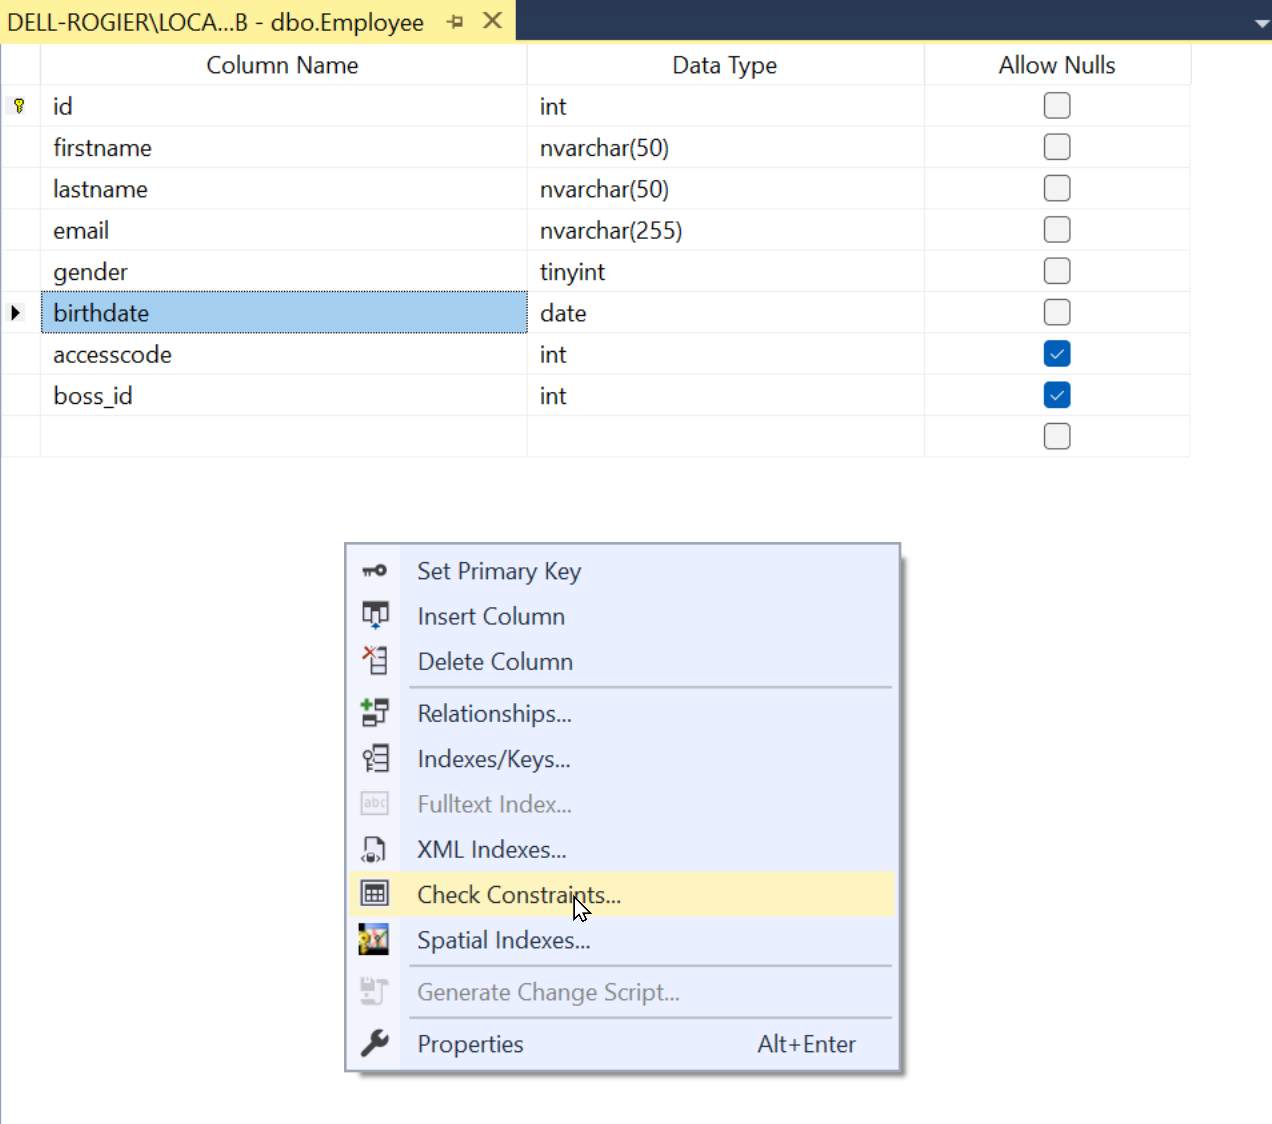 DELL-ROGIER\LOCA...B - dbo.Employee
Column Name Data Type Allow Nulls
id int
firstname nvarchar(50)
lastname nvarchar(50)
email nvarchar(255)
gender tinyint
birthdate date
accesscode int
boss_id int
Set Primary Key
Insert Column
Delete Column
Relationships...
Indexes/Keys...
abc Fulltext Index...
XML Indexes...
Check Constraints...
Spatial Indexes...
Generate Change Script...
Properties Alt+Enter